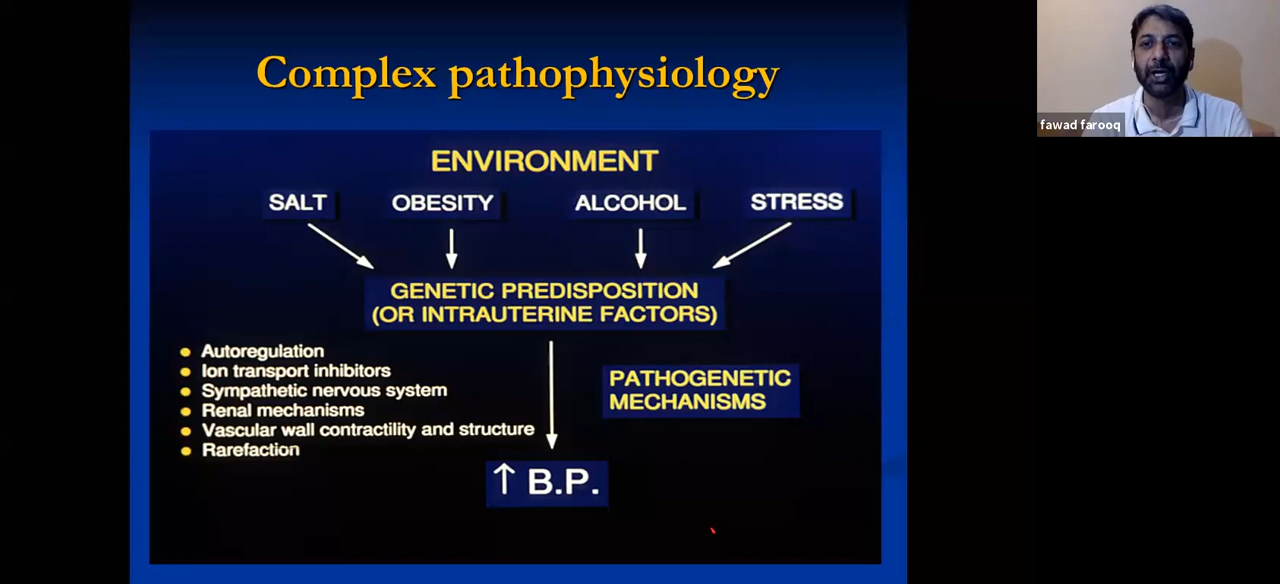 Complex pathophysiology
fawad farooq
ENVIRONMENT
SALT OBESITY ALCOHOL STRESS
GENETIC PREDISPOSITION
(OR INTRAUTERINE FACTORS)
Autoregulation
Ion transport inhibitors
Sympathetic nervous system
Renal mechanisms
Vascular wall contractility and structure
Rarefaction
PATHOGENETIC
MECHANISMS
↑ B.P.